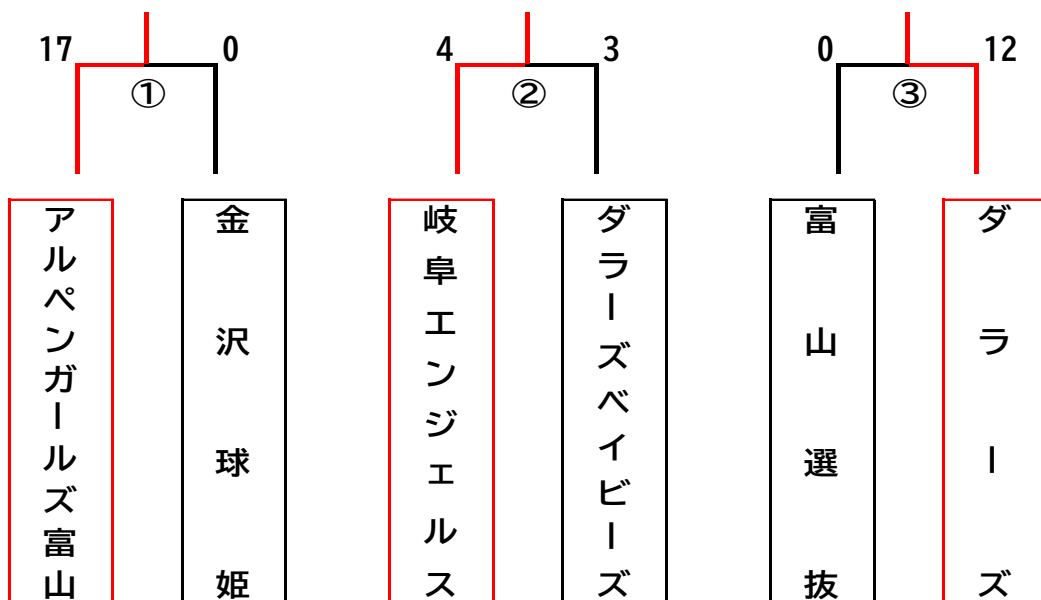 17 0
①
4 3
②
0 12
③
アルペンガールズ富山
金沢球姫
岐阜エンジェルス
ダラーズベイビーズ
富山選抜
ダラーズ